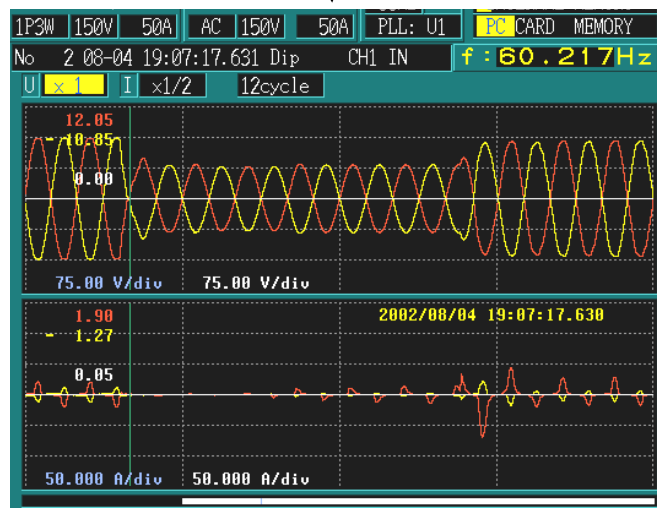 1P3W 150V 50A AC 150V 50A PLL: U1 PC CARD MEMORY
No 2 08-04 19:07:17.631 Dip CH1 IN f:60.217Hz
U x 1 I x1/2 12cycle
12.05
- 10.85
0.00
75.00 V/div 75.00 V/div
1.90 2002/08/04 19:07:17.630
- 1.27
0.05
50.000 A/div 50.000 A/div